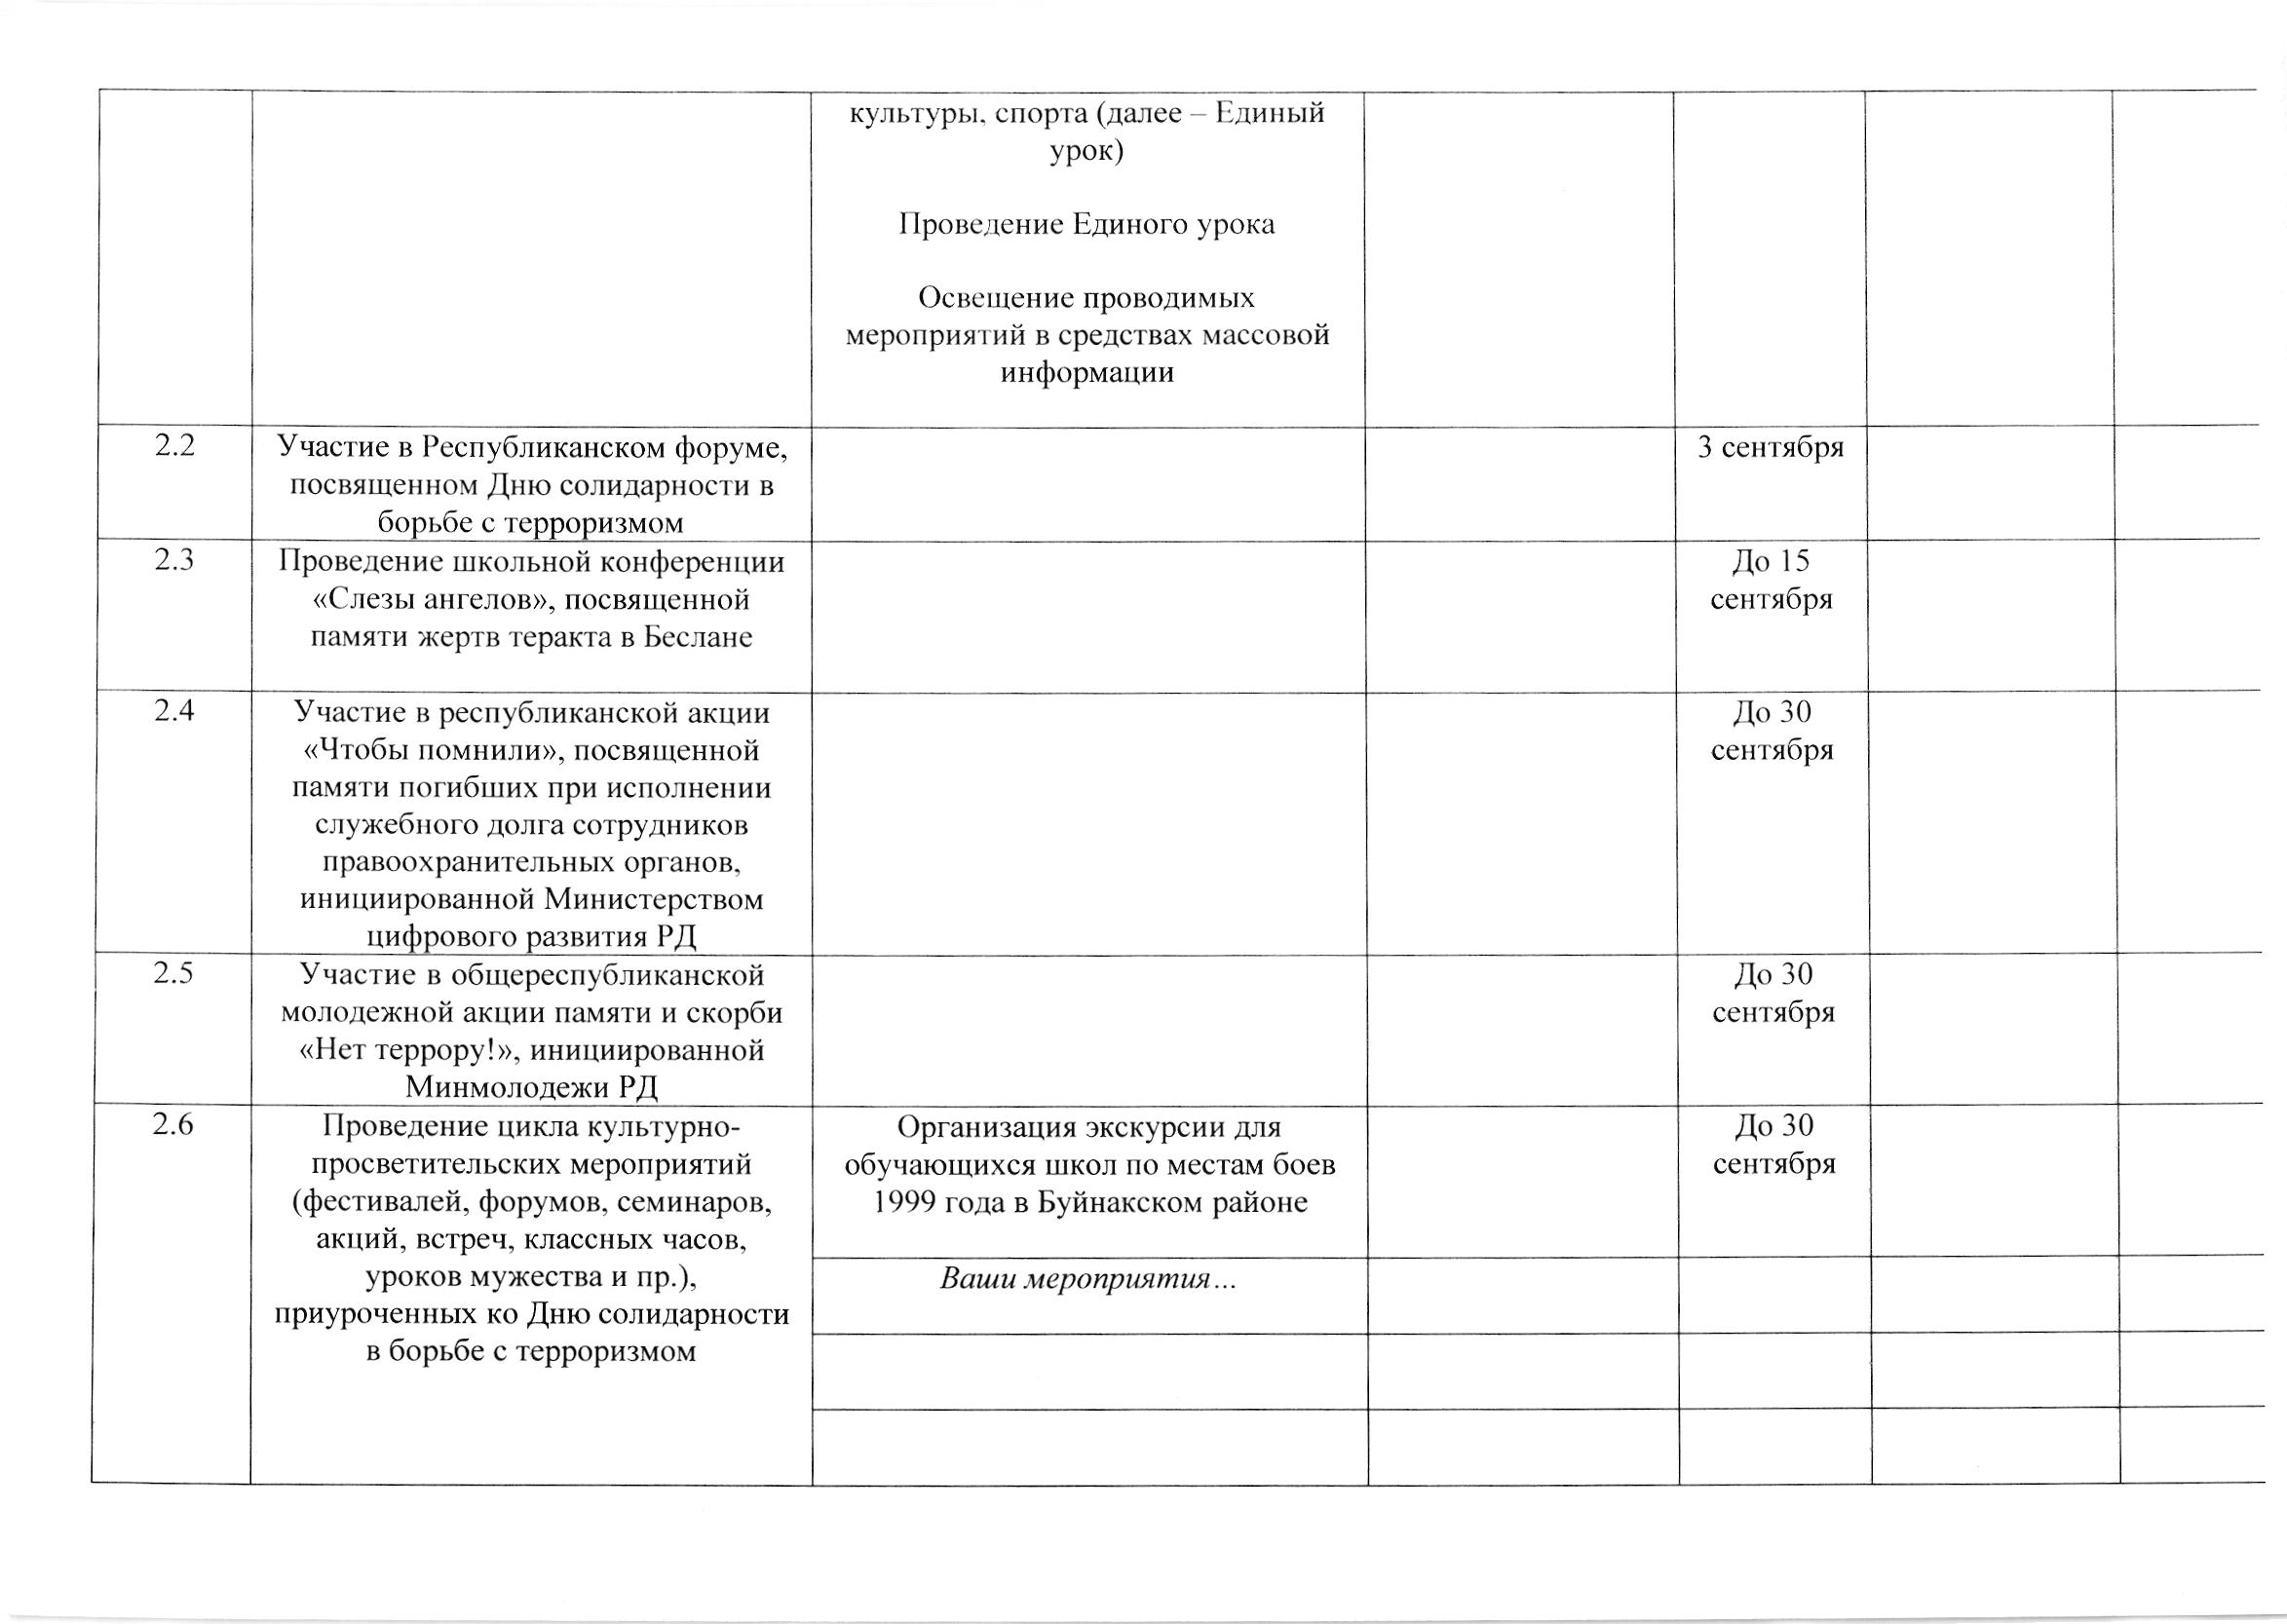 культуры, спорта (далее – Единый
урок)
Проведение Единого урока
Освещение проводимых
мероприятий в средствах массовой
информации
2.2
Участие в Республиканском форуме,
посвященном Дню солидарности в
борьбе с терроризмом
3 сентября
2.3
Проведение школьной конференции
«Слезы ангелов», посвященной
памяти жертв теракта в Беслане
До 15
сентября
2.4
Участие в республиканской акции
«Чтобы помнили», посвященной
памяти погибших при исполнении
служебного долга сотрудников
правоохранительных органов,
инициированной Министерством
цифрового развития РД
До 30
сентября
2.5
Участие в общереспубликанской
молодежной акции памяти и скорби
«Нет террору!», инициированной
Минмолодежи РД
До 30
сентября
2.6
Проведение цикла культурно-
просветительских мероприятий
(фестивалей, форумов, семинаров,
акций, встреч, классных часов,
уроков мужества и пр.),
приуроченных ко Дню солидарности
в борьбе с терроризмом
Организация экскурсии для
обучающихся школ по местам боев
1999 года в Буйнакском районе
До 30
сентября
Ваши мероприятия…